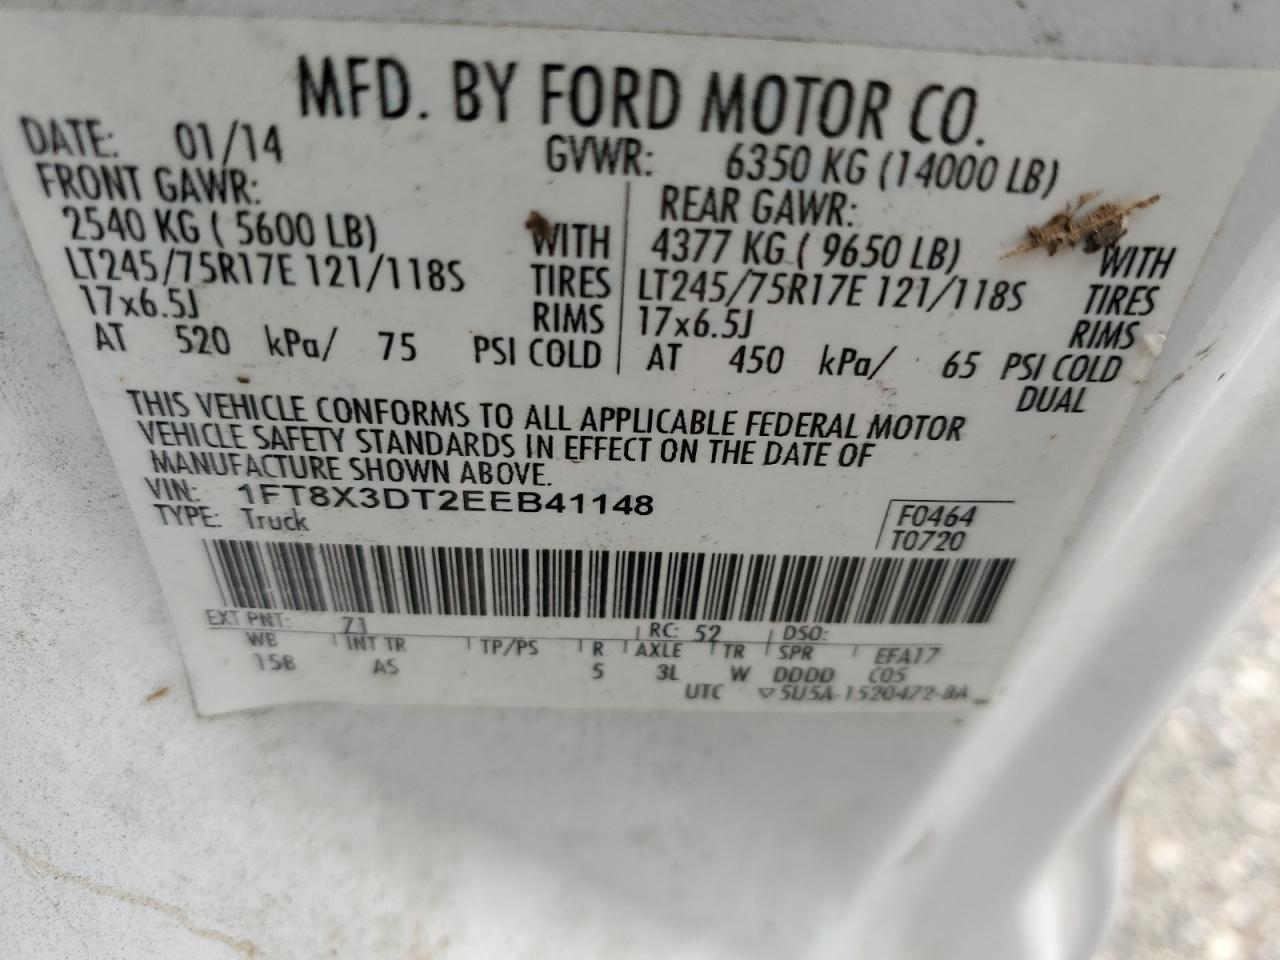 MFD. BY FORD MOTOR CO.
DATE: 01/14 GVWR: 6350 KG (14000 LB)
FRONT GAWR: REAR GAWR:
2540 KG ( 5600 LB) WITH 4377 KG ( 9650 LB) WITH
LT245/75R17E 121/118S TIRES LT245/75R17E 121/118S TIRES
17x6.5J RIMS 17x6.5J RIMS
AT 520 kPa/ 75 PSI COLD AT 450 kPa/ 65 PSI COLD
DUAL
THIS VEHICLE CONFORMS TO ALL APPLICABLE FEDERAL MOTOR
VEHICLE SAFETY STANDARDS IN EFFECT ON THE DATE OF
MANUFACTURE SHOWN ABOVE.
VIN: 1FT8X3DT2EEB41148 F0464
TYPE: Truck T0720
EXT PNT: Z1 RC: 52 DSO:
WB INT TR TP/PS R AXLE TR SPR EFA17
158 AS 5 3L W DDDD C05
UTC ▽5U5A-1520472-BA